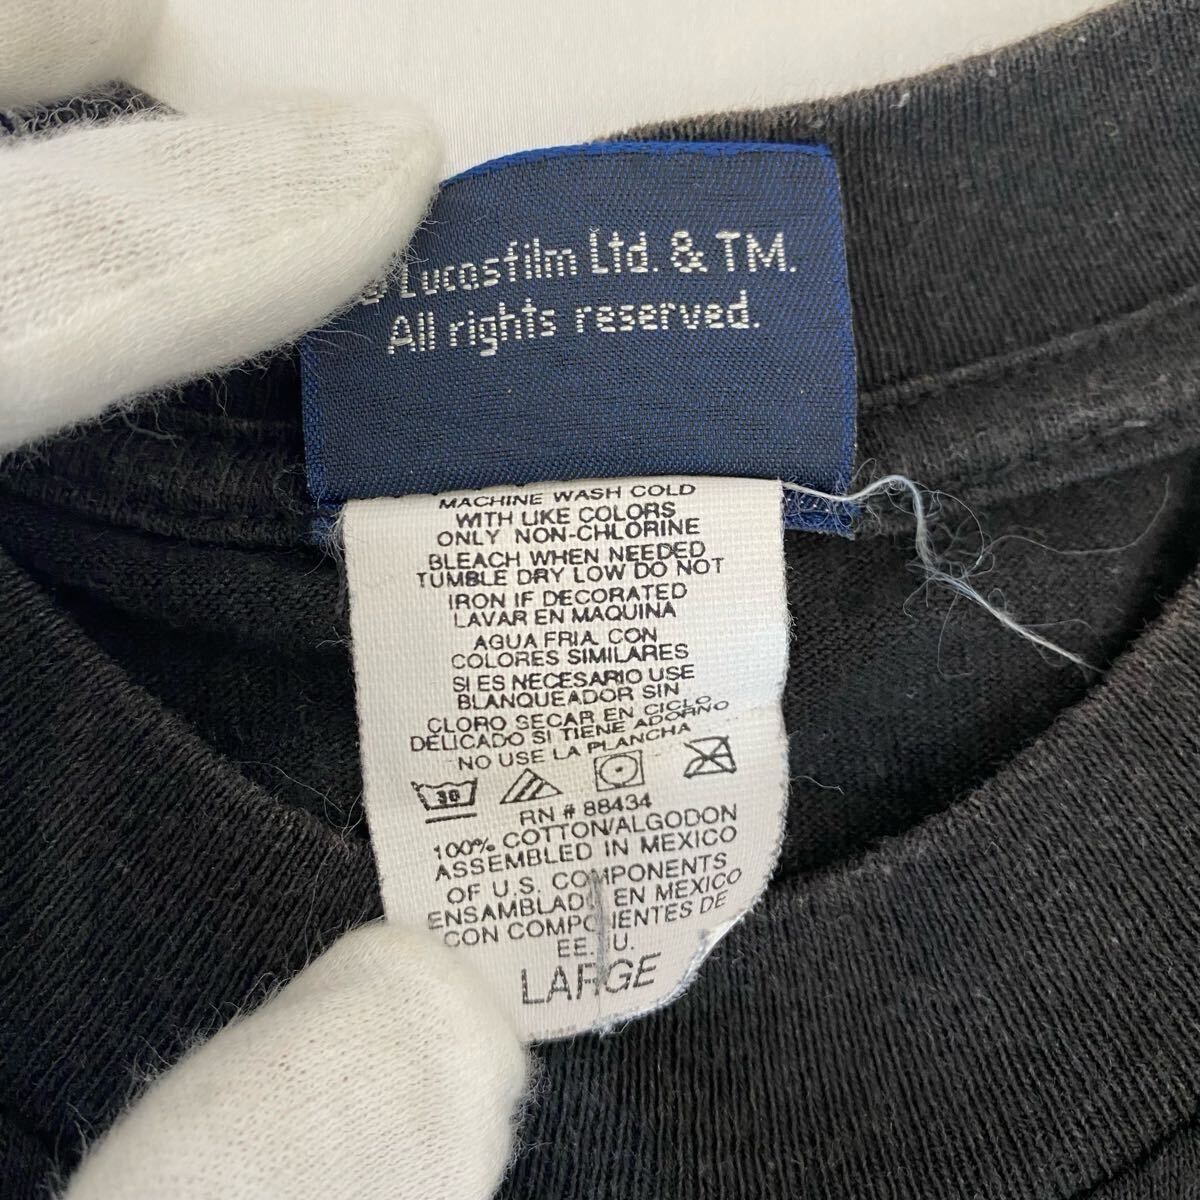 © Lucasfilm Ltd. & TM.
All rights reserved.
MACHINE WASH COLD
WITH LIKE COLORS
ONLY NON-CHLORINE
BLEACH WHEN NEEDED
TUMBLE DRY LOW DO NOT
IRON IF DECORATED
LAVAR EN MAQUINA
AGUA FRIA. CON
COLORES SIMILARES
SI ES NECESARIO USE
BLANQUEADOR SIN
CLORO SECAR EN CICLO
DELICADO SI TIENE ADORNO
NO USE LA PLANCHA
30
RN # 88434
100% COTTON/ALGODON
ASSEMBLED IN MEXICO
OF U.S. COMPONENTS
ENSAMBLADO EN MEXICO
CON COMPONENTES DE
EE. UU.
LARGE